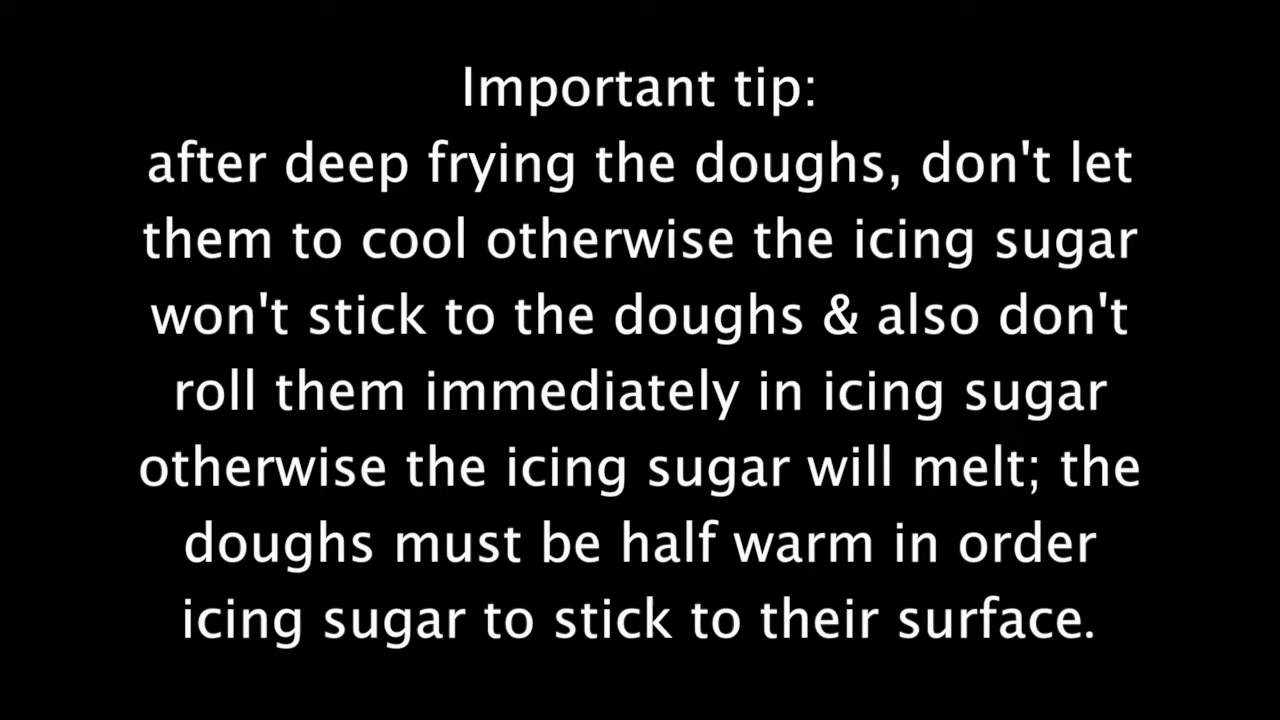 Important tip:
after deep frying the doughs, don't let
them to cool otherwise the icing sugar
won't stick to the doughs & also don't
roll them immediately in icing sugar
otherwise the icing sugar will melt; the
doughs must be half warm in order
icing sugar to stick to their surface.